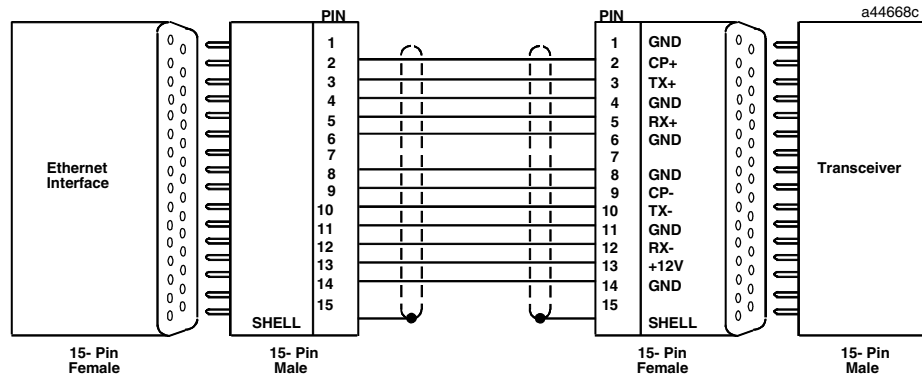 a44668c
PIN
1
2
3
4
5
6
7
8
9
10
11
12
13
14
15
SHELL
PIN
1 GND
2 CP+
3 TX+
4 GND
5 RX+
6 GND
7
8 GND
9 CP-
10 TX-
11 GND
12 RX-
13 +12V
14 GND
15
SHELL
Ethernet
Interface
Transceiver
15- Pin
Female
15- Pin
Male
15- Pin
Female
15- Pin
Male